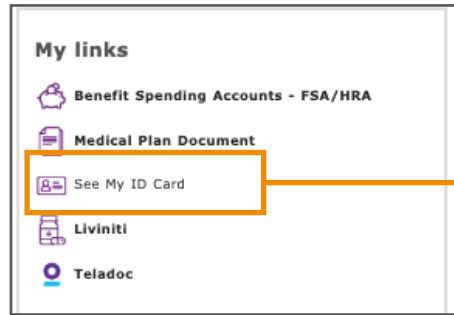 My links
Benefit Spending Accounts - FSA/HRA
Medical Plan Document
See My ID Card
Liviniti
Teladoc